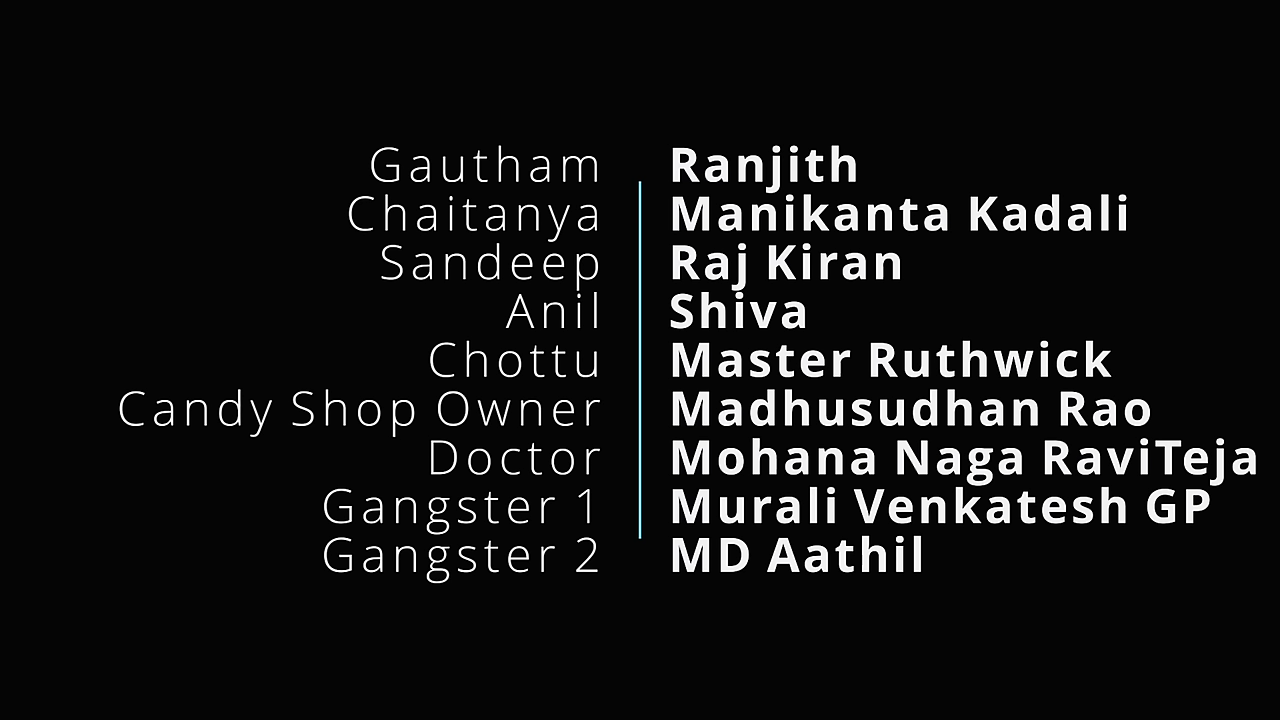 Gautham Ranjith
Chaitanya Manikanta Kadali
Sandeep Raj Kiran
Anil Shiva
Chottu Master Ruthwick
Candy Shop Owner Madhusudhan Rao
Doctor Mohana Naga RaviTeja
Gangster 1 Murali Venkatesh GP
Gangster 2 MD Aathil